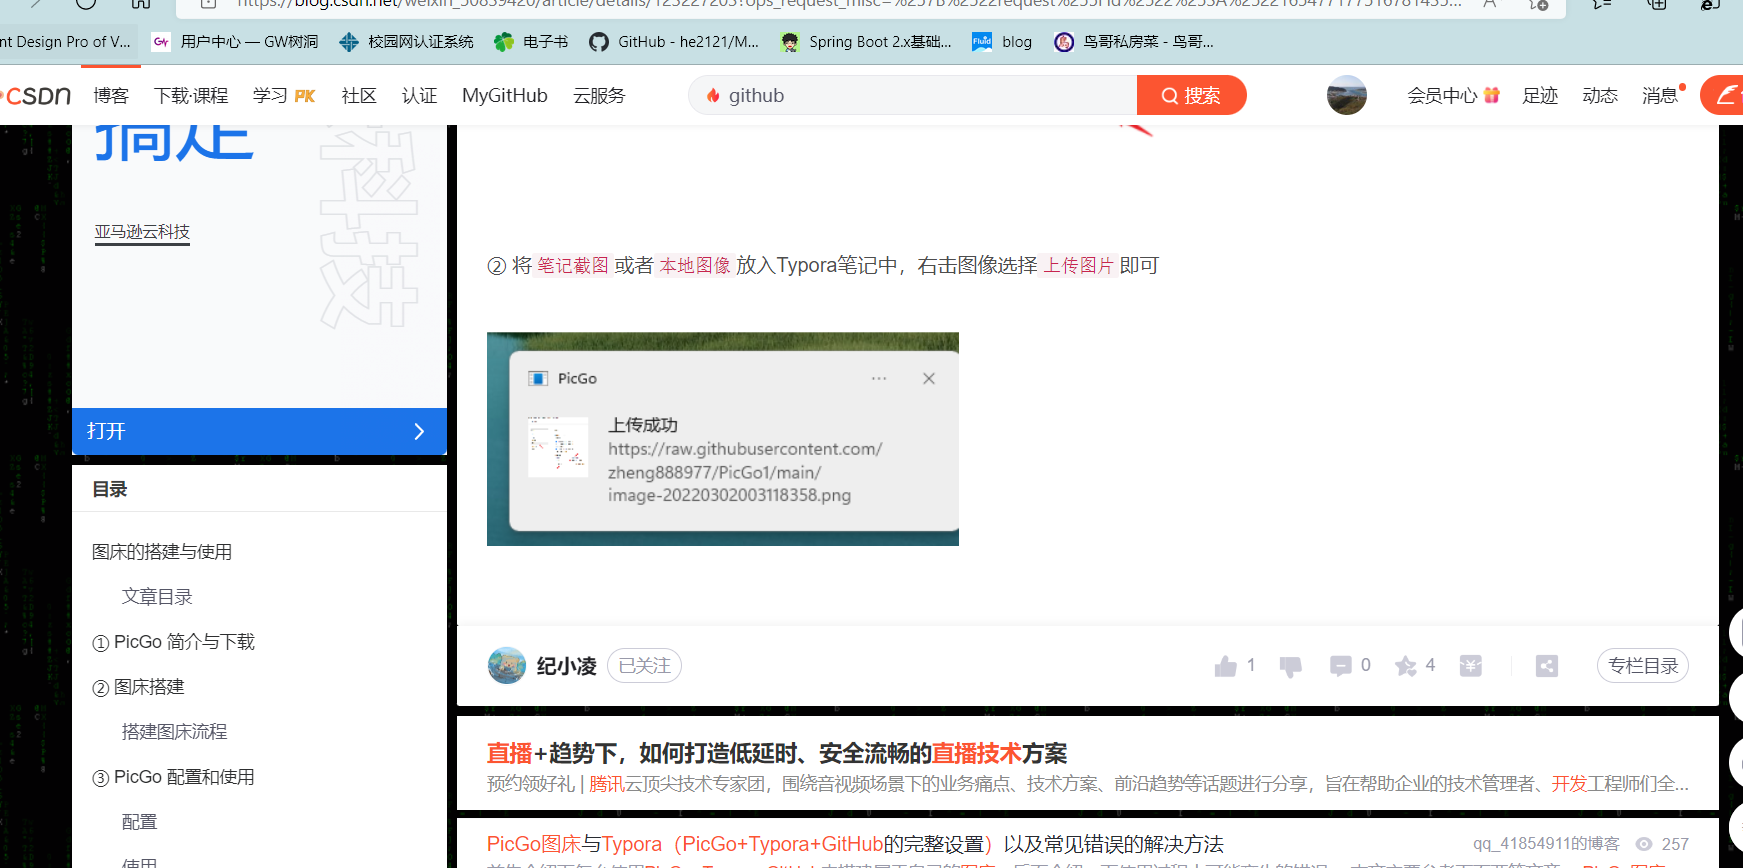 https://blog.csdn.net/weixin_50839420/article/details/123227203?ops_request_misc=
nt Design Pro of V... 用户中心 — GW树洞 校园网认证系统 电子书 GitHub - he2121/M... Spring Boot 2.x基础... Fluid blog 鸟哥私房菜 - 鸟哥...
CSDN 博客 下载·课程 学习 PK 社区 认证 MyGitHub 云服务 github 搜索 会员中心 足迹 动态 消息
搞定
科技
亚马逊云科技
打开
目录
图床的搭建与使用
文章目录
① PicGo 简介与下载
② 图床搭建
搭建图床流程
③ PicGo 配置和使用
配置
使用
② 将 笔记截图 或者 本地图像 放入Typora笔记中，右击图像选择 上传图片 即可
PicGo
上传成功
https://raw.githubusercontent.com/
zheng888977/PicGo1/main/
image-20220302003118358.png
纪小凌 已关注 1 0 4 专栏目录
直播+趋势下，如何打造低延时、安全流畅的直播技术方案
预约领好礼 | 腾讯云顶尖技术专家团，围绕音视频场景下的业务痛点、技术方案、前沿趋势等话题进行分享，旨在帮助企业的技术管理者、开发工程师们全...
PicGo图床与Typora（PicGo+Typora+GitHub的完整设置）以及常见错误的解决方法 qq_41854911的博客 257